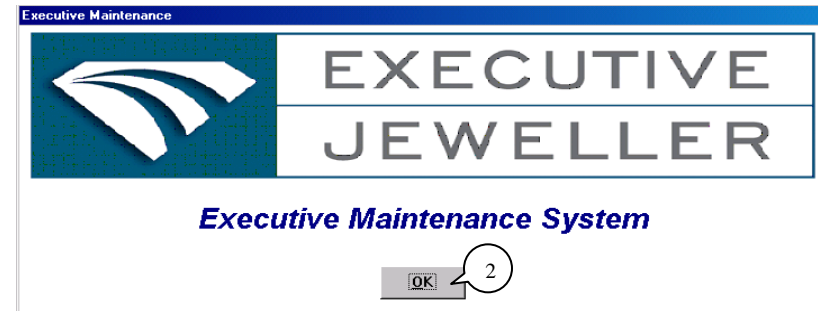 Executive Maintenance
EXECUTIVE
JEWELLER
Executive Maintenance System
OK
2